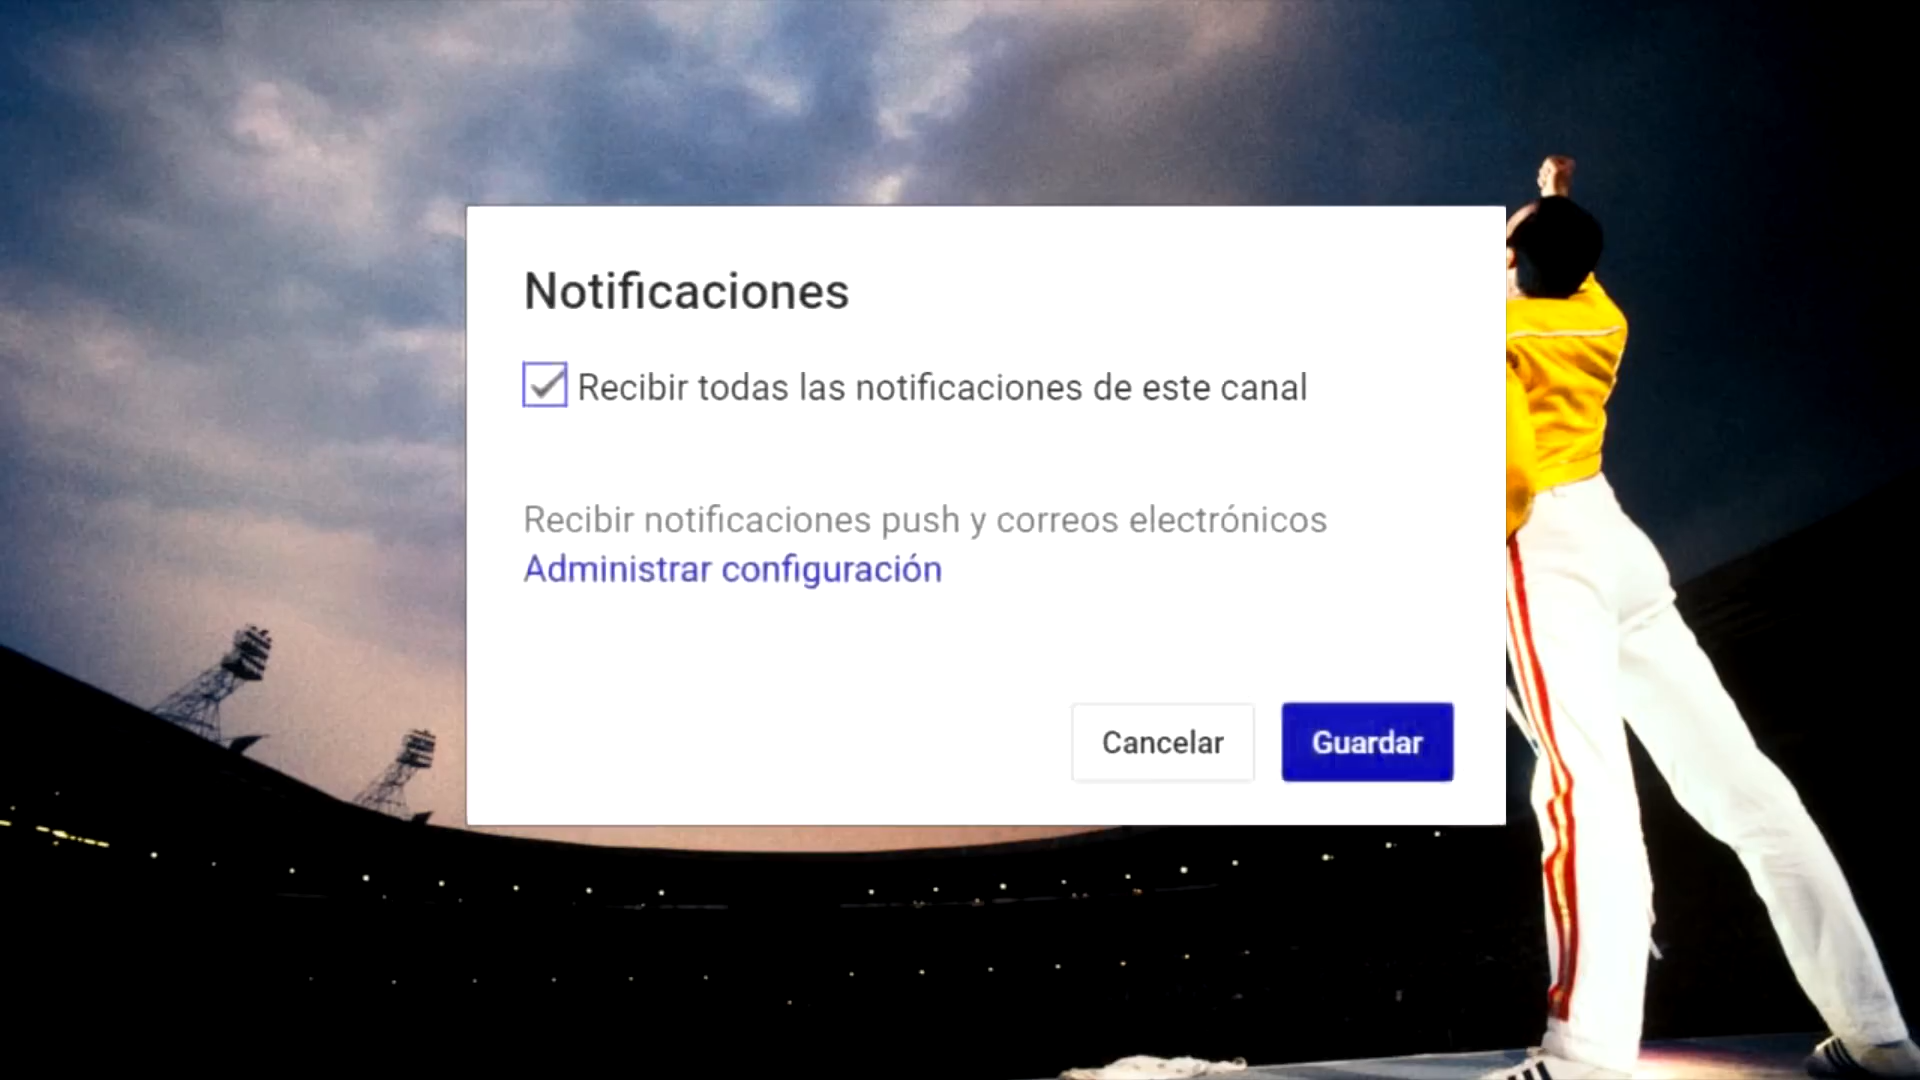 Notificaciones
Recibir todas las notificaciones de este canal
Recibir notificaciones push y correos electrónicos
Administrar configuración
Cancelar
Guardar